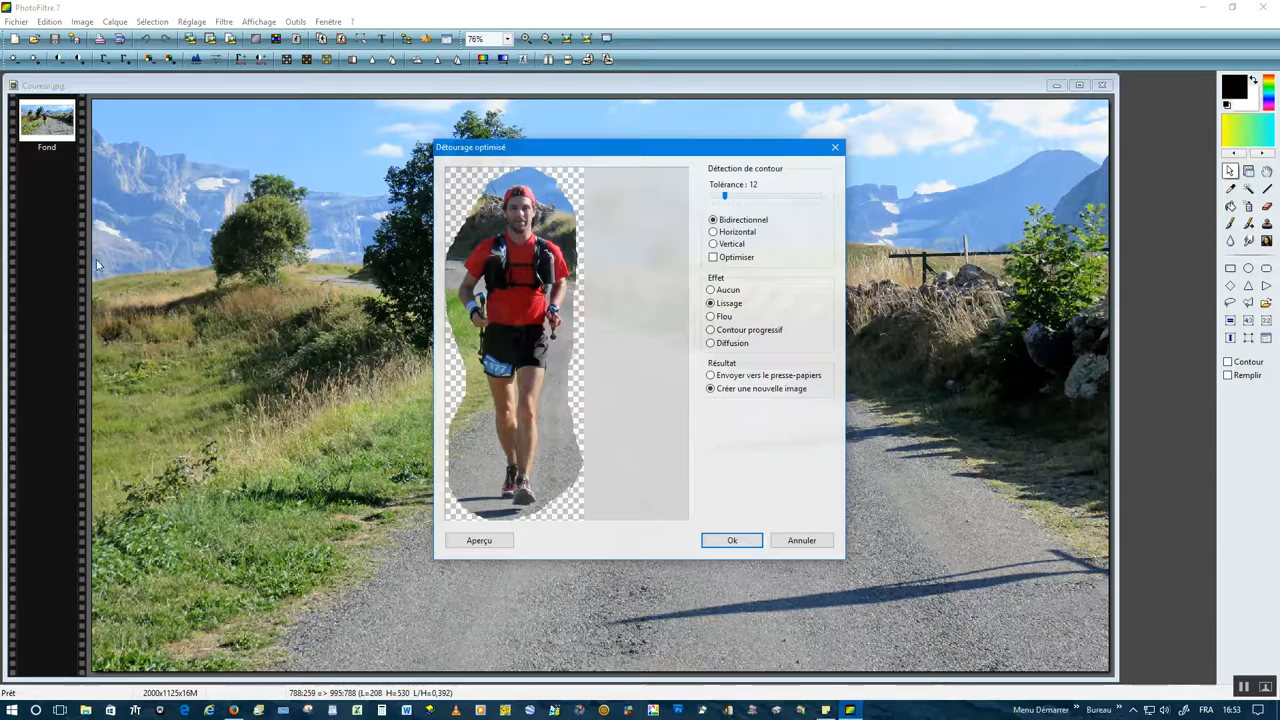 PhotoFiltre 7
Fichier Edition Image Calque Sélection Réglage Filtre Affichage Outils Fenêtre ?
76%
Coureur.jpg
Fond
Détourage optimisé
Détection de contour
Tolérance : 12
Bidirectionnel
Horizontal
Vertical
Optimiser
Effet
Aucun
Lissage
Flou
Contour progressif
Diffusion
Résultat
Envoyer vers le presse-papiers
Créer une nouvelle image
Aperçu Ok Annuler
Contour
Remplir
Prêt 2000x1125x16M 788:259 => 995:788 (L=208 H=530 L/H=0,392)
Menu Démarrer Bureau FRA 16:53